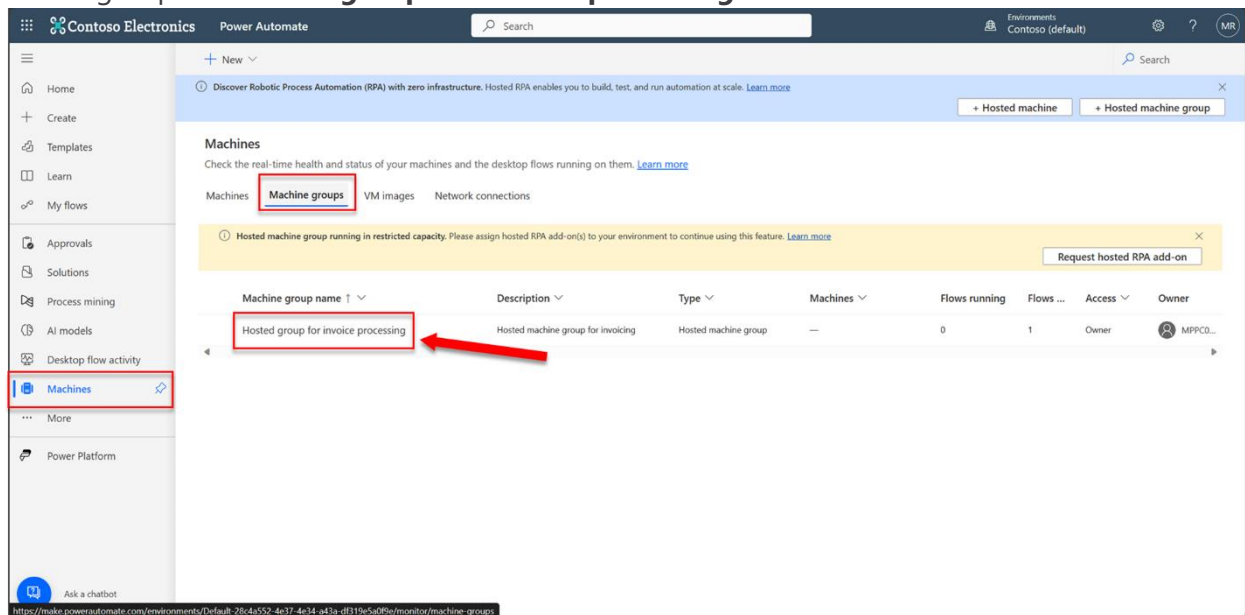 Contoso Electronics Power Automate Search Environments Contoso (default) ? MR
New Search
Home
Create
Templates
Learn
My flows
Approvals
Solutions
Process mining
AI models
Desktop flow activity
Machines
More
Power Platform
Ask a chatbot
Discover Robotic Process Automation (RPA) with zero infrastructure. Hosted RPA enables you to build, test, and run automation at scale. Learn more
+ Hosted machine + Hosted machine group
Machines
Check the real-time health and status of your machines and the desktop flows running on them. Learn more
Machines Machine groups VM images Network connections
Hosted machine group running in restricted capacity. Please assign hosted RPA add-on(s) to your environment to continue using this feature. Learn more
Request hosted RPA add-on
Machine group name ↑ Description Type Machines Flows running Flows ... Access Owner
Hosted group for invoice processing Hosted machine group for invoicing Hosted machine group — 0 1 Owner MPPC0...
https://make.powerautomate.com/environments/Default-28c4a552-4e37-4e34-a43a-df319e5a0f9e/monitor/machine-groups